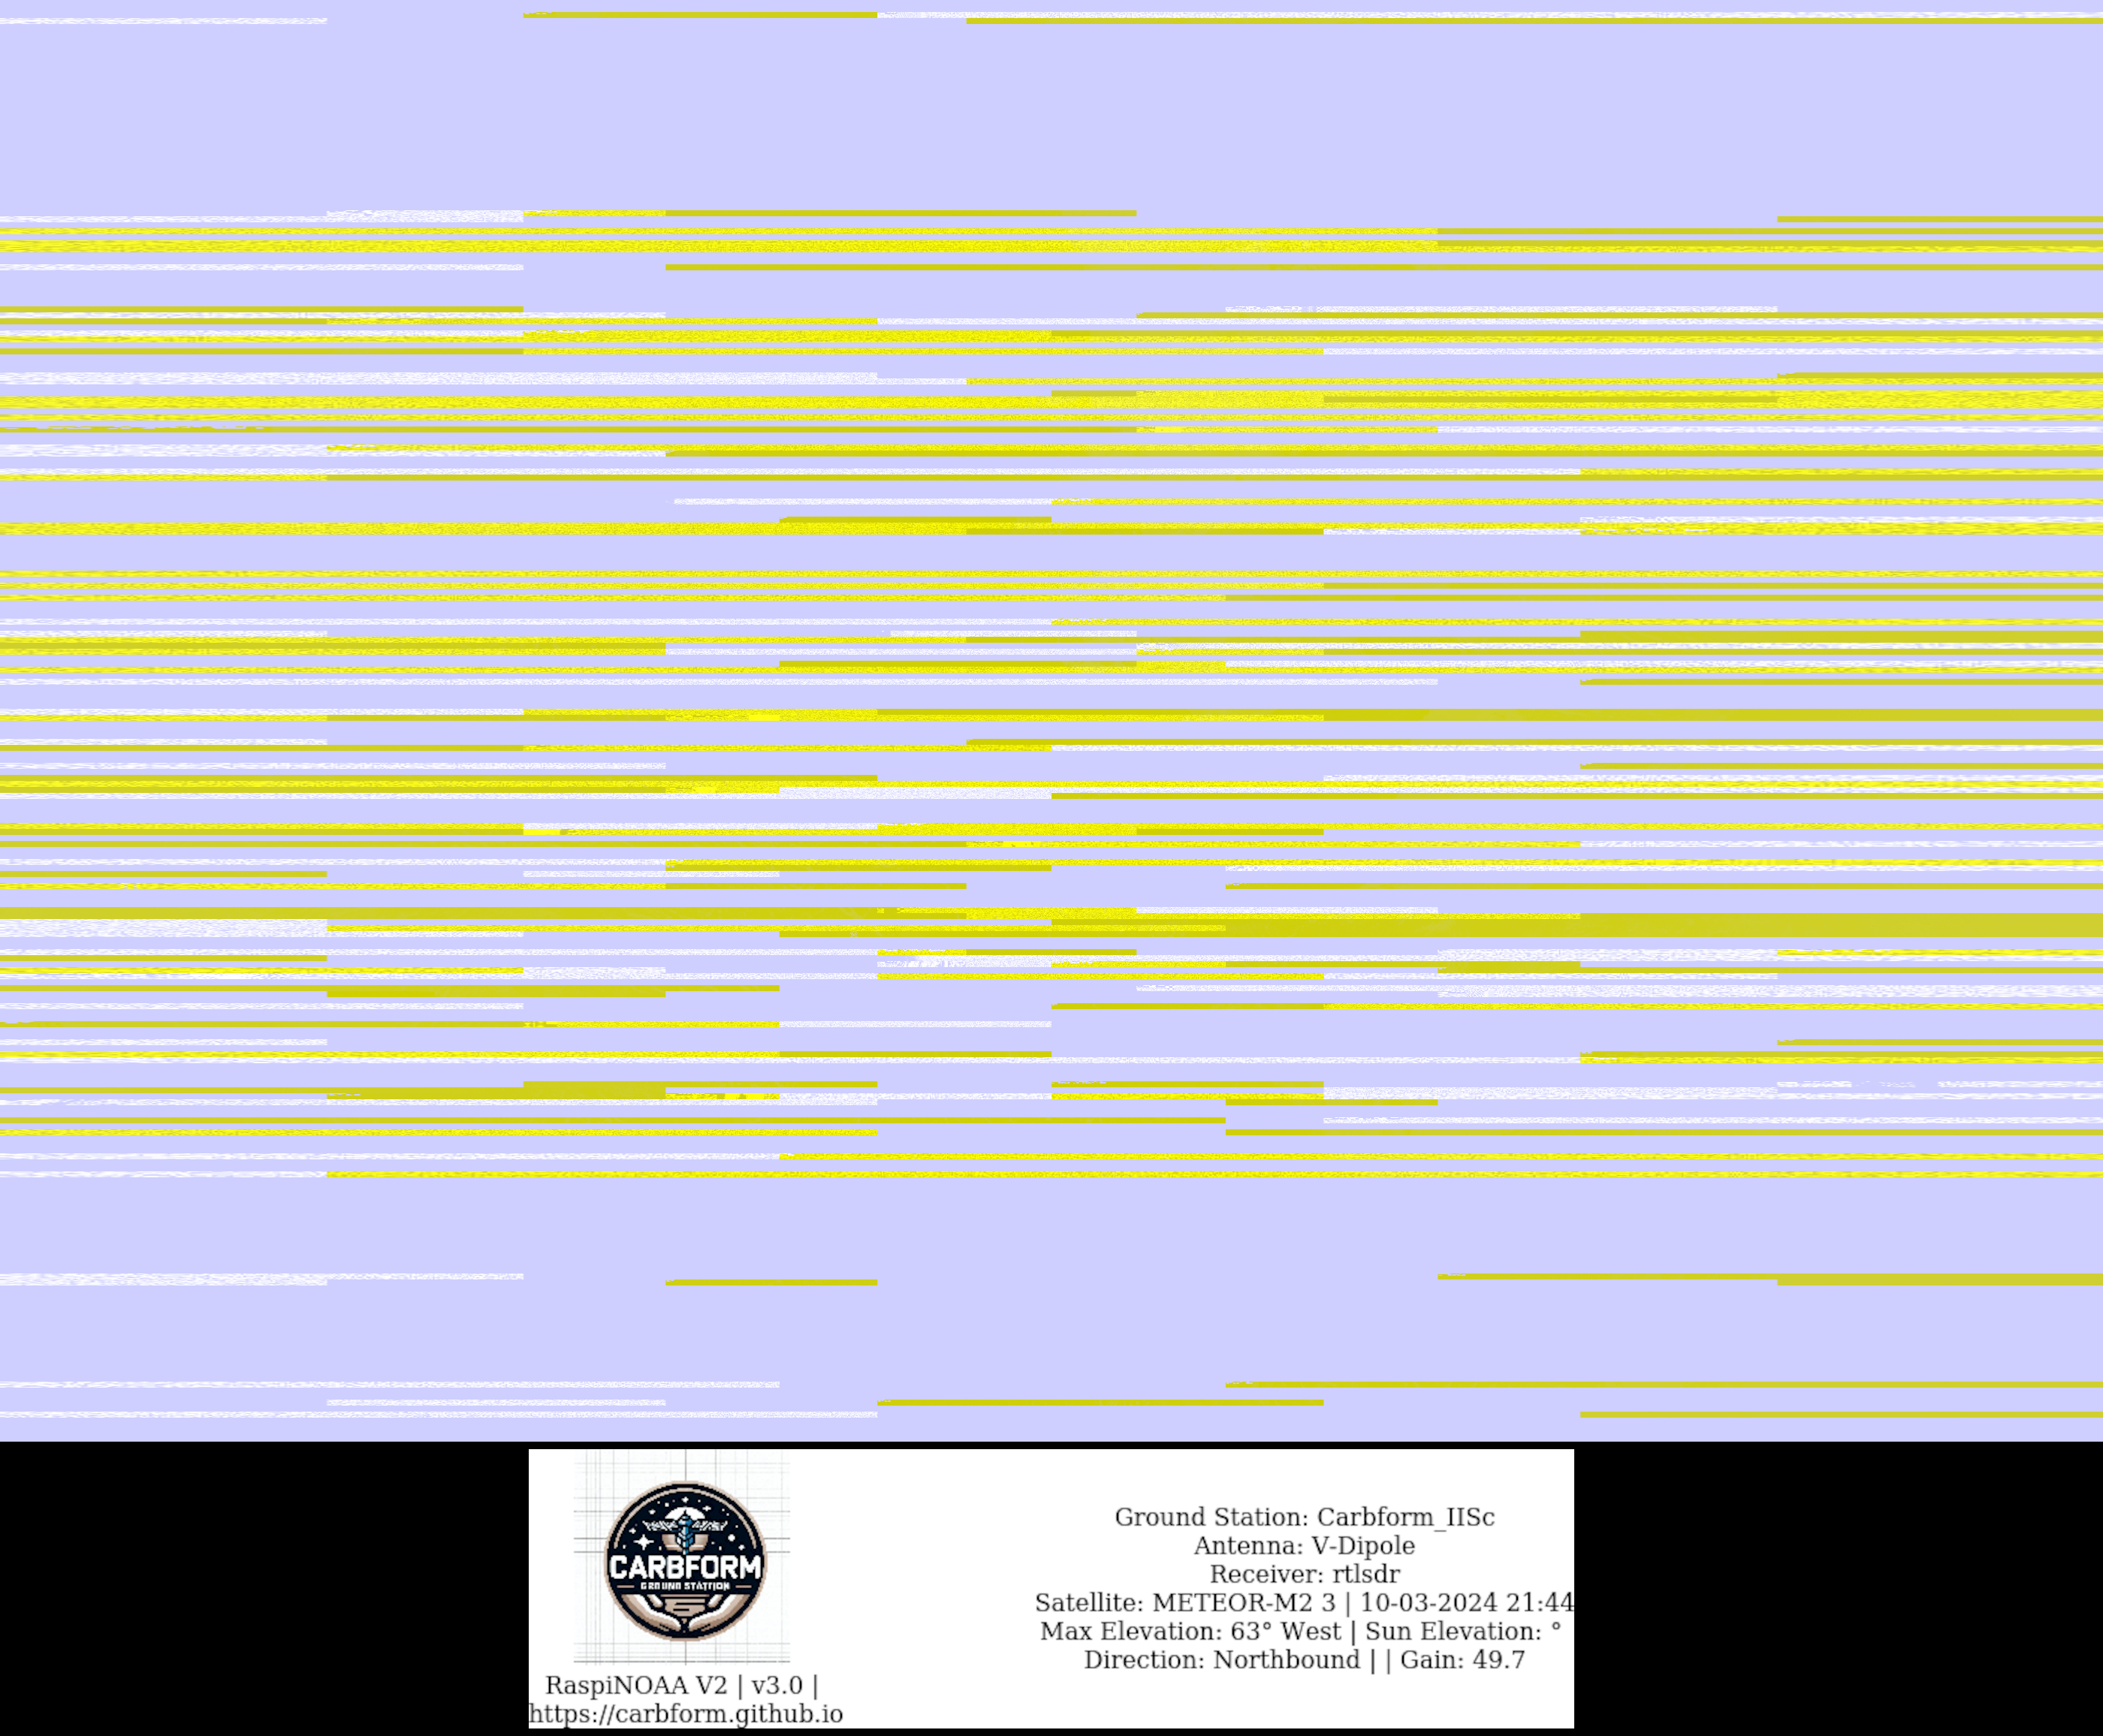 CARBFORM
GROUND STATION
RaspiNOAA V2 | v3.0 |
https://carbform.github.io
Ground Station: Carbform_IISc
Antenna: V-Dipole
Receiver: rtlsdr
Satellite: METEOR-M2 3 | 10-03-2024 21:44
Max Elevation: 63° West | Sun Elevation: °
Direction: Northbound | | Gain: 49.7